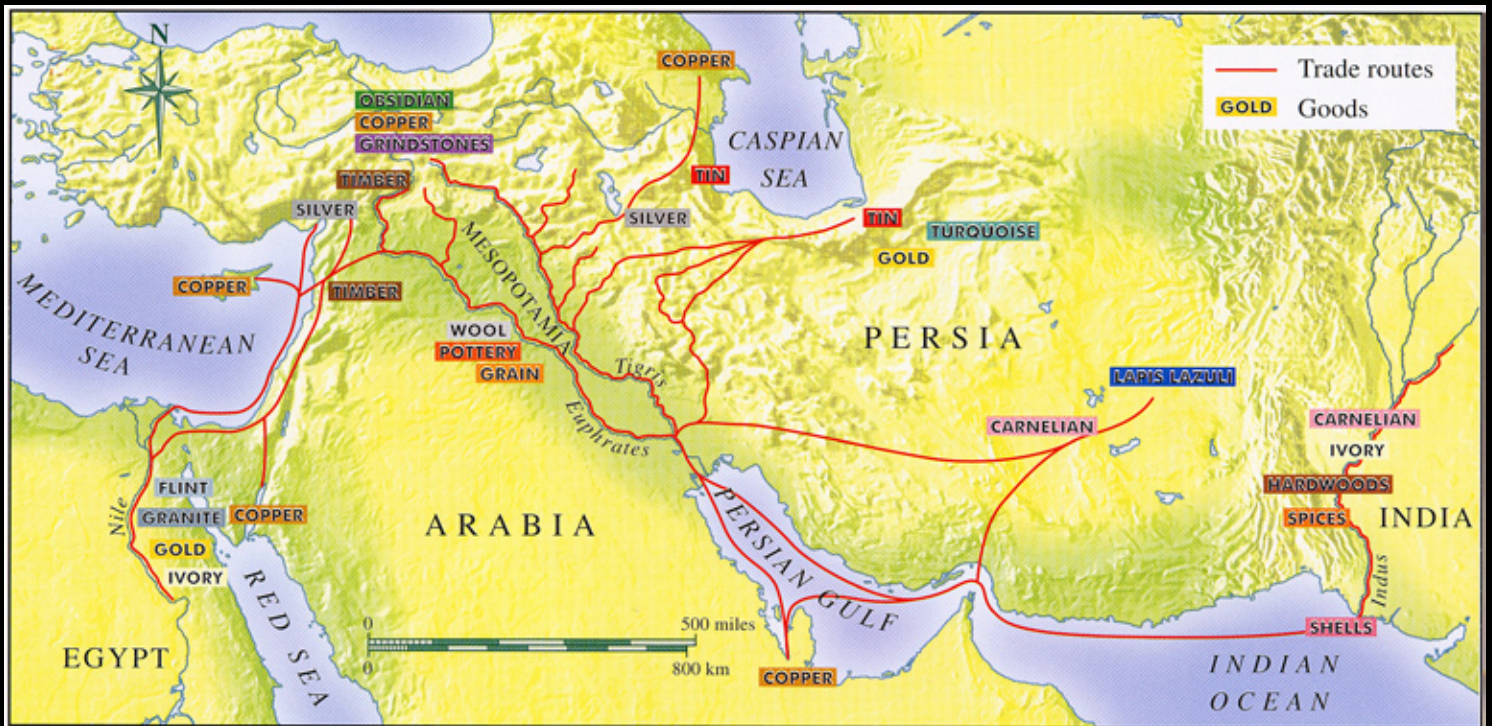 N
COPPER
Trade routes
GOLD Goods
OBSIDIAN
COPPER
GRINDSTONES
CASPIAN
SEA
TIMBER
TIN
SILVER
SILVER
TIN
TURQUOISE
GOLD
MESOPOTAMIA
COPPER
TIMBER
MEDITERRANEAN
SEA
WOOL
POTTERY
GRAIN
PERSIA
Tigris
Euphrates
LAPIS LAZULI
CARNELIAN
CARNELIAN
IVORY
HARDWOODS
SPICES
INDIA
Indus
Nile
FLINT
GRANITE
COPPER
GOLD
IVORY
ARABIA
PERSIAN GULF
RED SEA
EGYPT
0 500 miles
0 800 km
COPPER
SHELLS
INDIAN
OCEAN